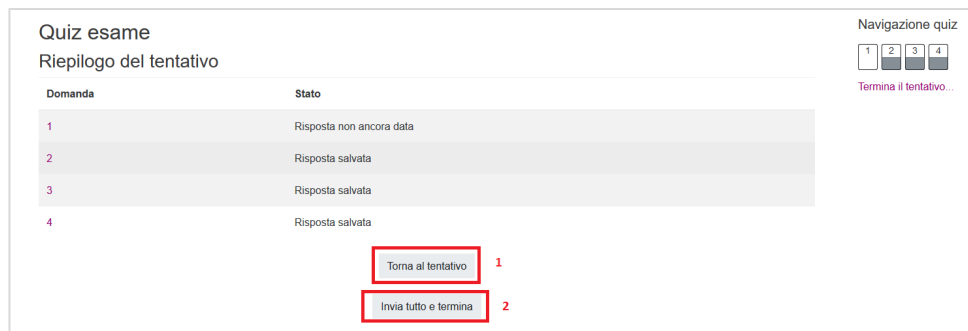 Quiz esame
Riepilogo del tentativo
Domanda Stato
1 Risposta non ancora data
2 Risposta salvata
3 Risposta salvata
4 Risposta salvata
Torna al tentativo 1
Invia tutto e termina 2
Navigazione quiz
1 2 3 4
Termina il tentativo...